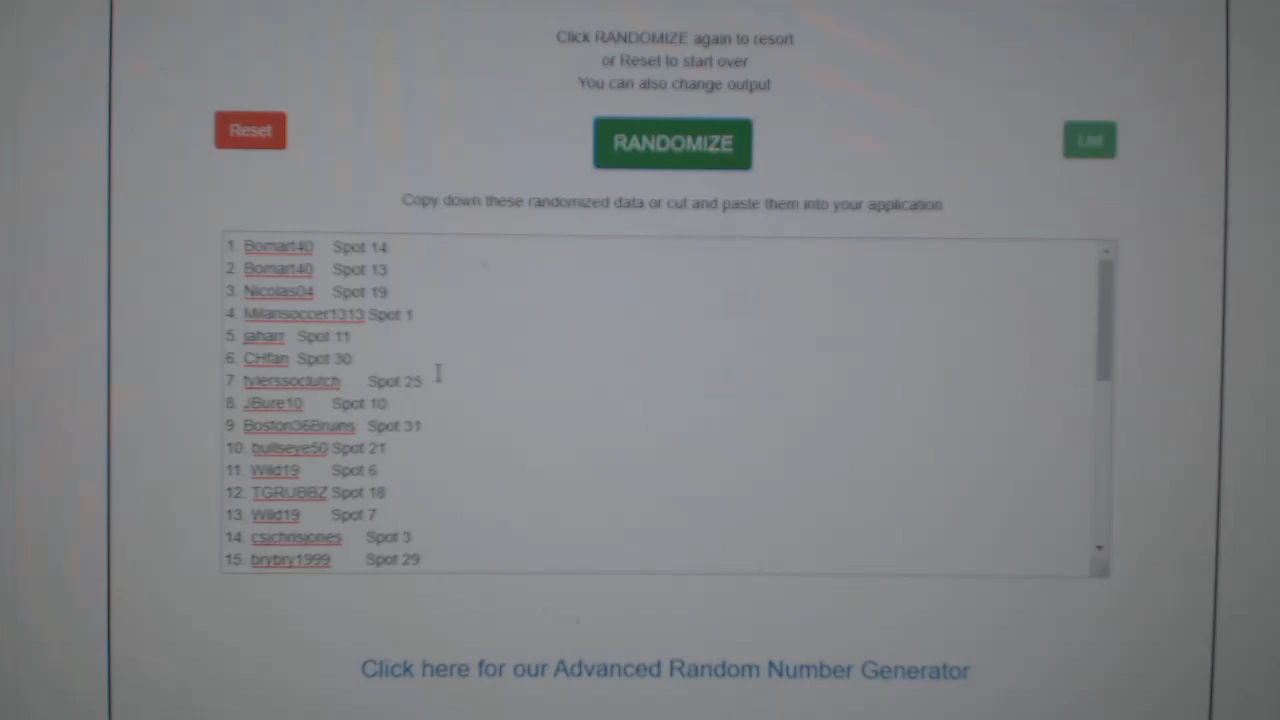 Click RANDOMIZE again to resort
or Reset to start over
You can also change output
Reset
RANDOMIZE
List
Copy down these randomized data or cut and paste them into your application
1. Bomart40 Spot 14
2. Bomart40 Spot 13
3. Nicolas04 Spot 19
4. Milansoccer1313 Spot 1
5. jaharr Spot 11
6. CHfan Spot 30
7. tylerssoclutch Spot 25
8. JBure10 Spot 10
9. Boston36Bruins Spot 31
10. bullseye50 Spot 21
11. Wild19 Spot 6
12. TGRUBBZ Spot 18
13. Wild19 Spot 7
14. csjchrisjones Spot 3
15. brybry1999 Spot 29
Click here for our Advanced Random Number Generator